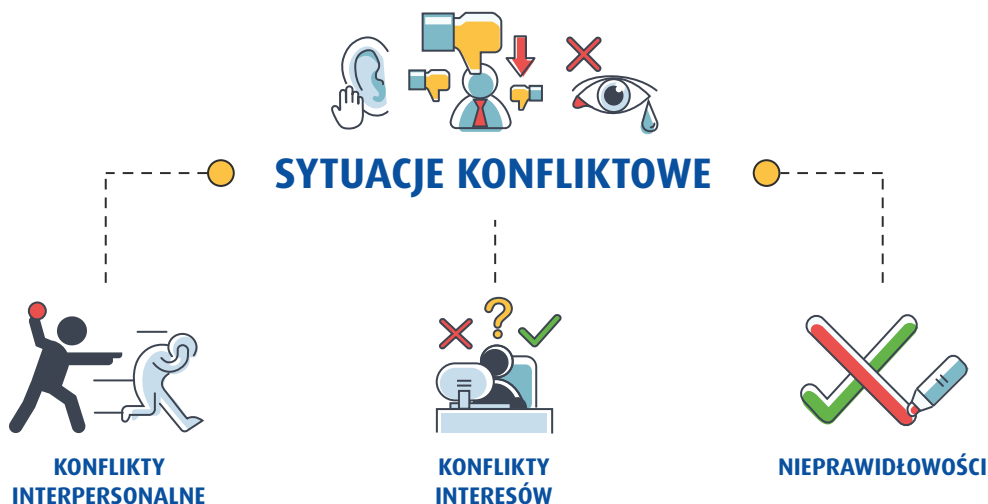 SYTUACJE KONFLIKTOWE
KONFLIKTY
INTERPERSONALNE
KONFLIKTY
INTERESÓW
NIEPRAWIDŁOWOŚCI